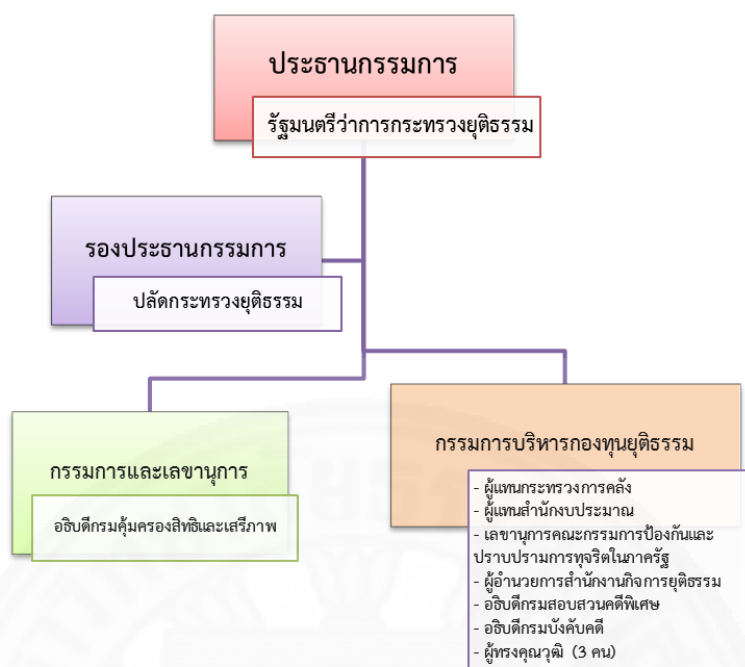 ประธานกรรมการ
รัฐมนตรีว่าการกระทรวงยุติธรรม
รองประธานกรรมการ
ปลัดกระทรวงยุติธรรม
กรรมการและเลขานุการ
อธิบดีกรมคุ้มครองสิทธิและเสรีภาพ
กรรมการบริหารกองทุนยุติธรรม
- ผู้แทนกระทรวงการคลัง
- ผู้แทนสำนักงบประมาณ
- เลขานุการคณะกรรมการป้องกันและ
ปราบปรามการทุจริตในภาครัฐ
- ผู้อำนวยการสำนักงานกิจการยุติธรรม
- อธิบดีกรมสอบสวนคดีพิเศษ
- อธิบดีกรมบังคับคดี
- ผู้ทรงคุณวุฒิ (3 คน)